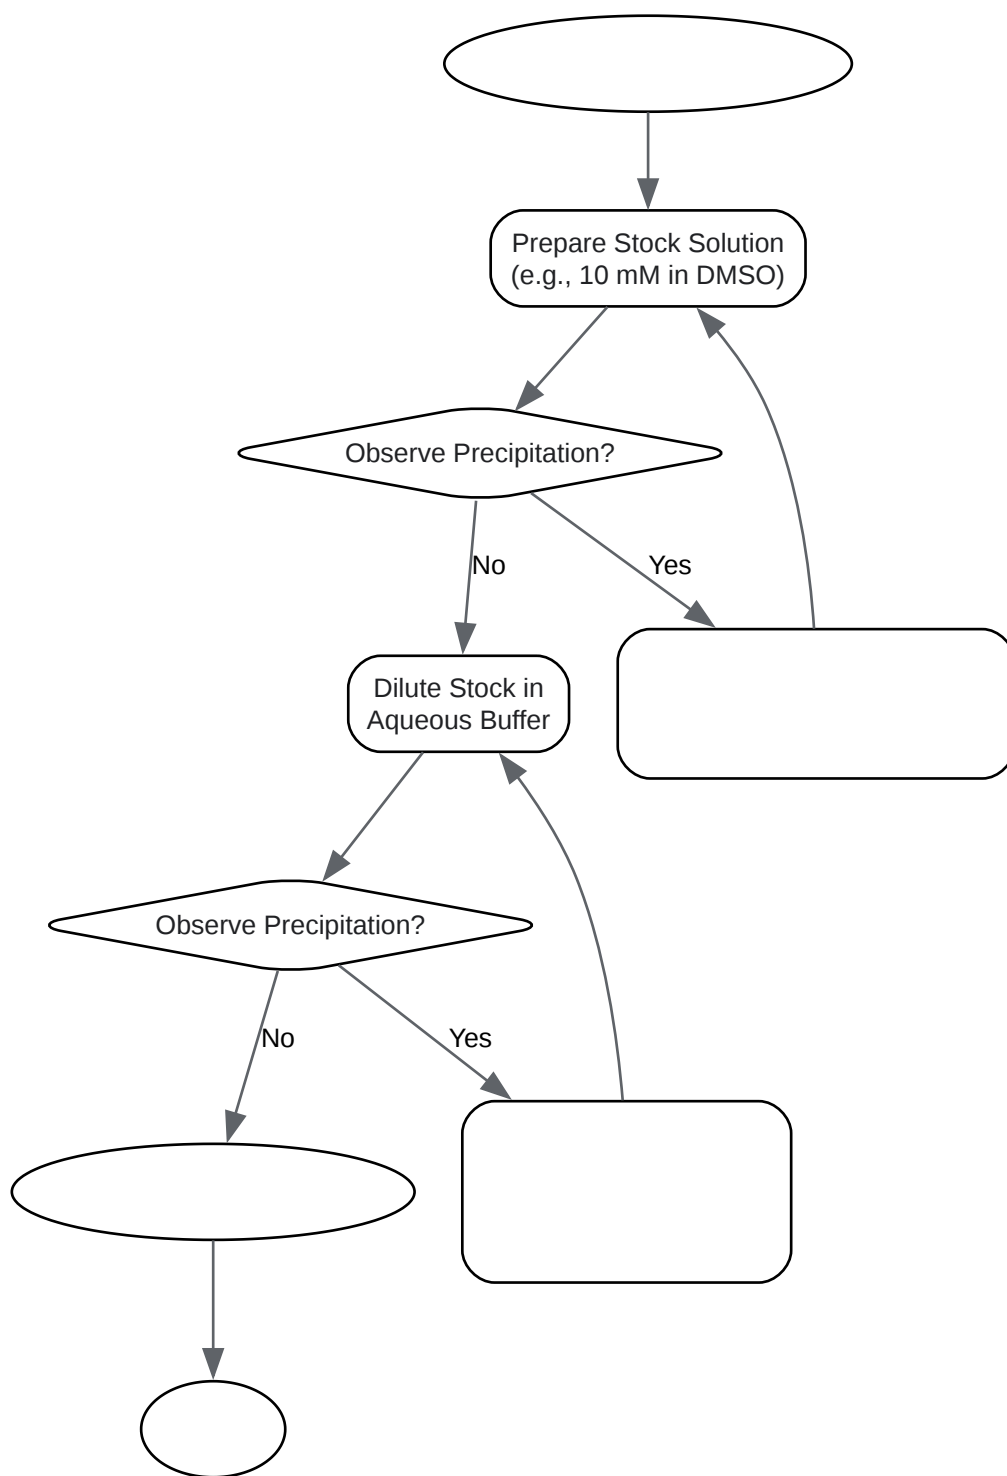 Prepare Stock Solution
(e.g., 10 mM in DMSO)
Observe Precipitation?
No
Yes
Dilute Stock in
Aqueous Buffer
Observe Precipitation?
No
Yes